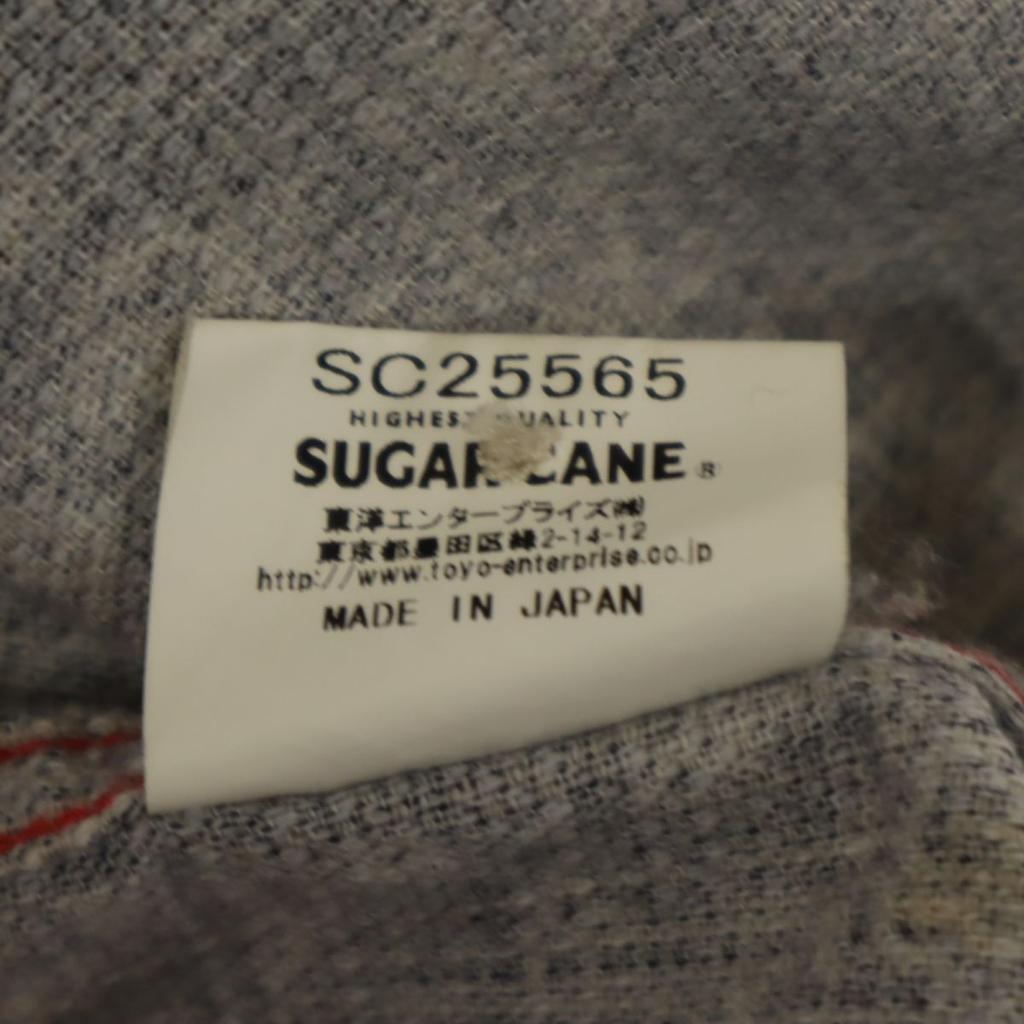 SC25565
HIGHEST QUALITY
SUGAR CANE®
東洋エンタープライズ㈱
東京都墨田区緑2-14-12
http://www.toyo-enterprise.co.jp
MADE IN JAPAN